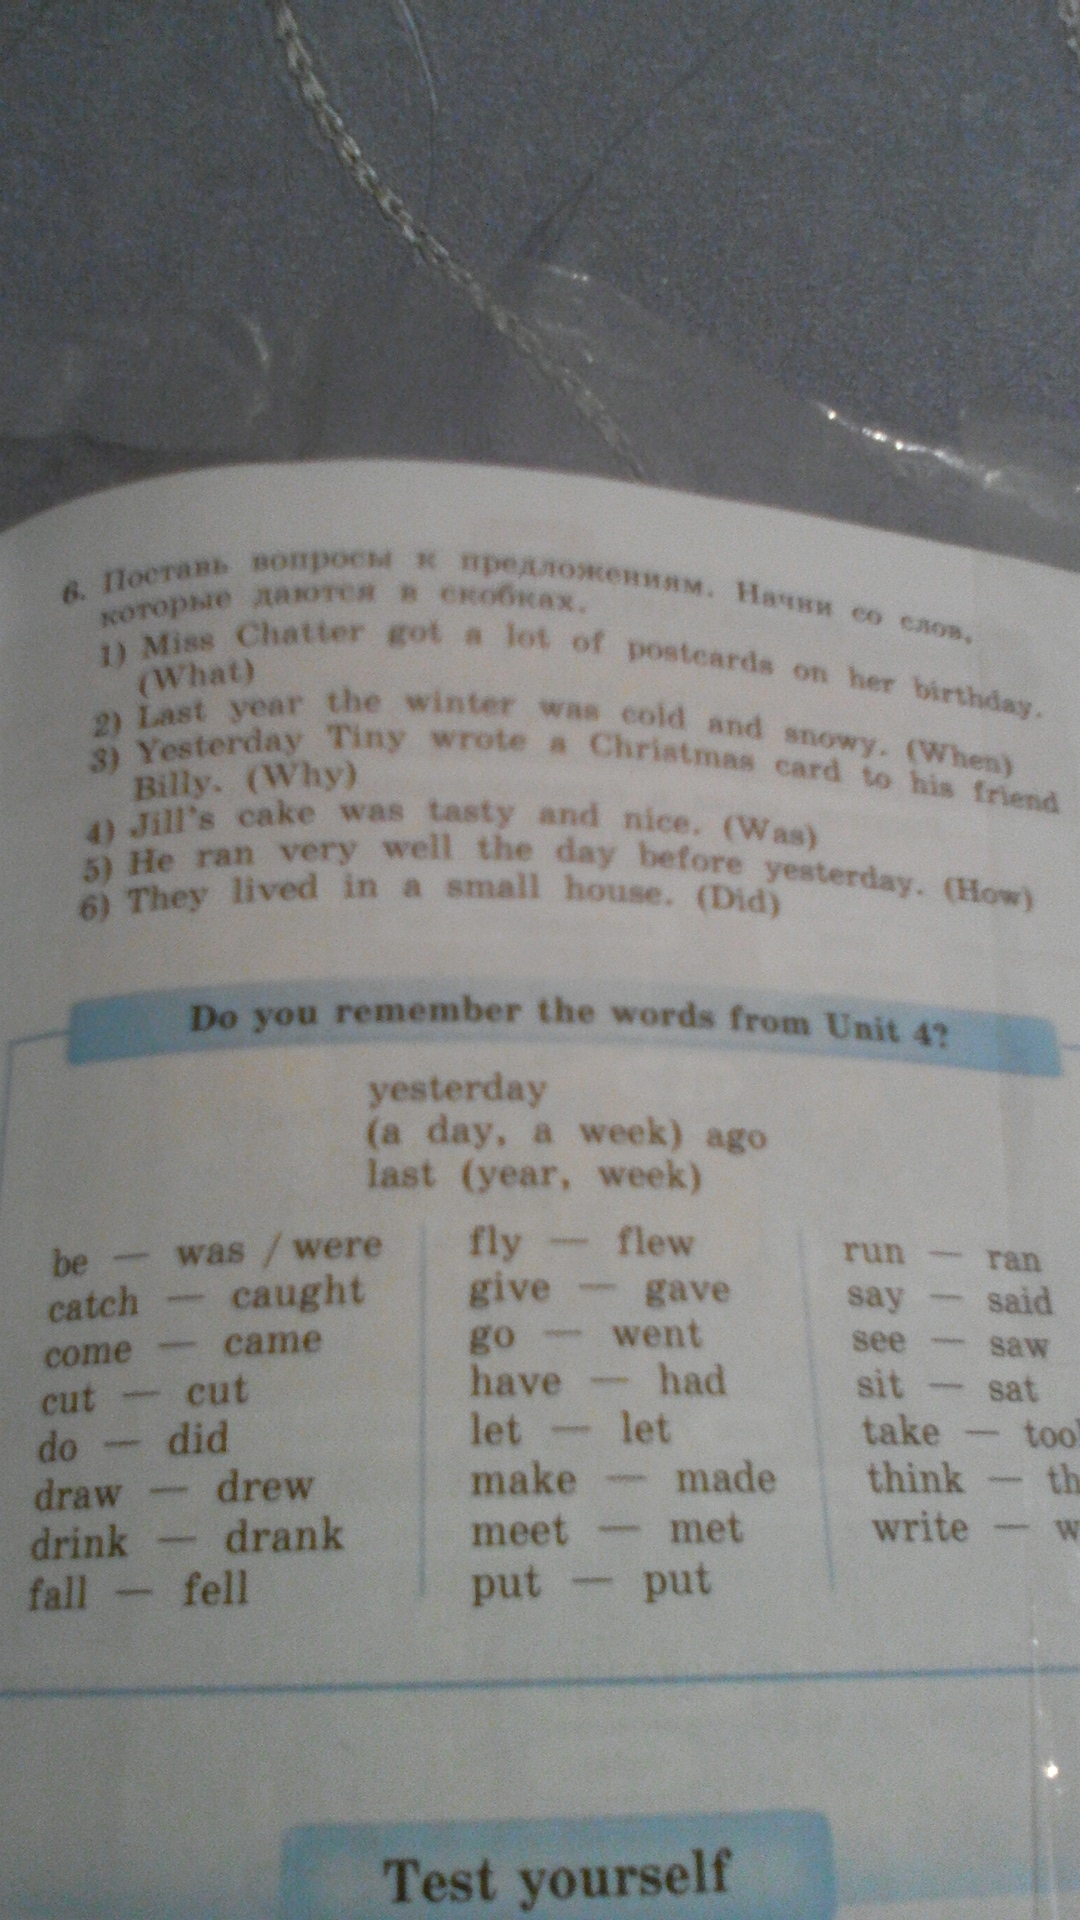 6. Поставь вопросы к предложениям. Начни со слов,
которые даются в скобках.
1) Miss Chatter got a lot of postcards on her birthday.
(What)
2) Last year the winter was cold and snowy. (When)
3) Yesterday Tiny wrote a Christmas card to his friend
Billy. (Why)
4) Jill's cake was tasty and nice. (Was)
5) He ran very well the day before yesterday. (How)
6) They lived in a small house. (Did)
Do you remember the words from Unit 4?
yesterday
(a day, a week) ago
last (year, week)
be — was / were
catch — caught
come — came
cut — cut
do — did
draw — drew
drink — drank
fall — fell
fly — flew
give — gave
go — went
have — had
let — let
make — made
meet — met
put — put
run — ran
say — said
see — saw
sit — sat
take —
think —
write —
Test yourself